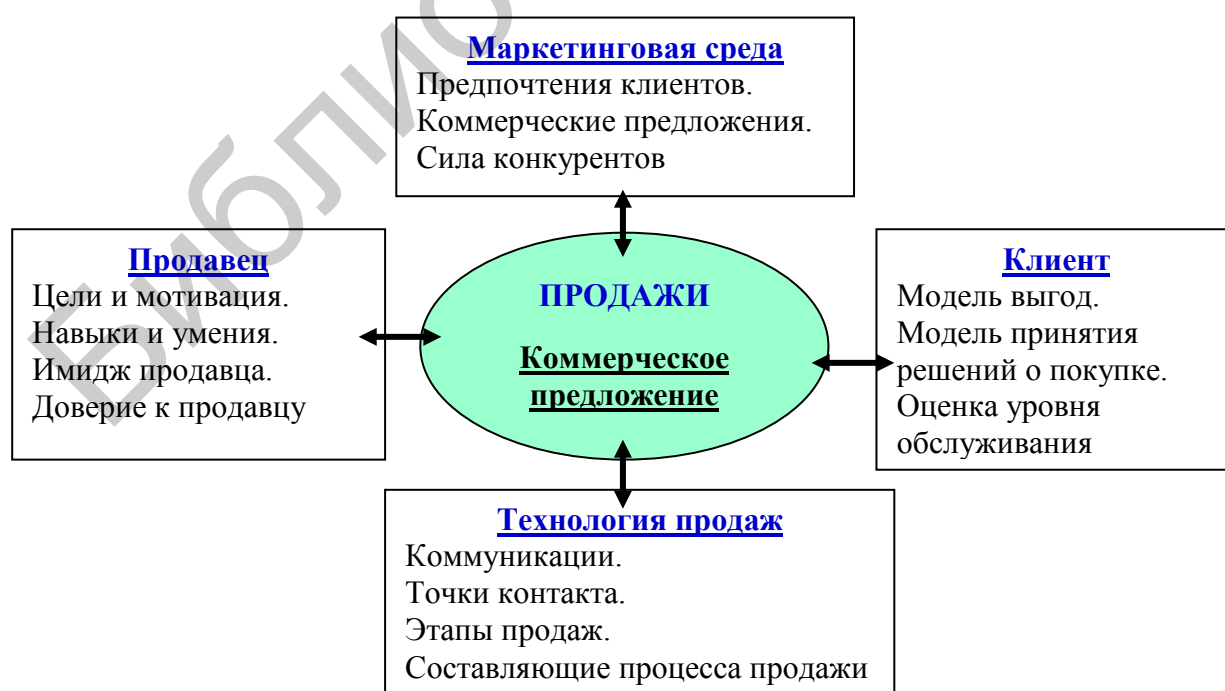 Маркетинговая среда
Предпочтения клиентов.
Коммерческие предложения.
Сила конкурентов
Продавец
Цели и мотивация.
Навыки и умения.
Имидж продавца.
Доверие к продавцу
ПРОДАЖИ
Коммерческое
предложение
Клиент
Модель выгод.
Модель принятия
решений о покупке.
Оценка уровня
обслуживания
Технология продаж
Коммуникации.
Точки контакта.
Этапы продаж.
Составляющие процесса продажи